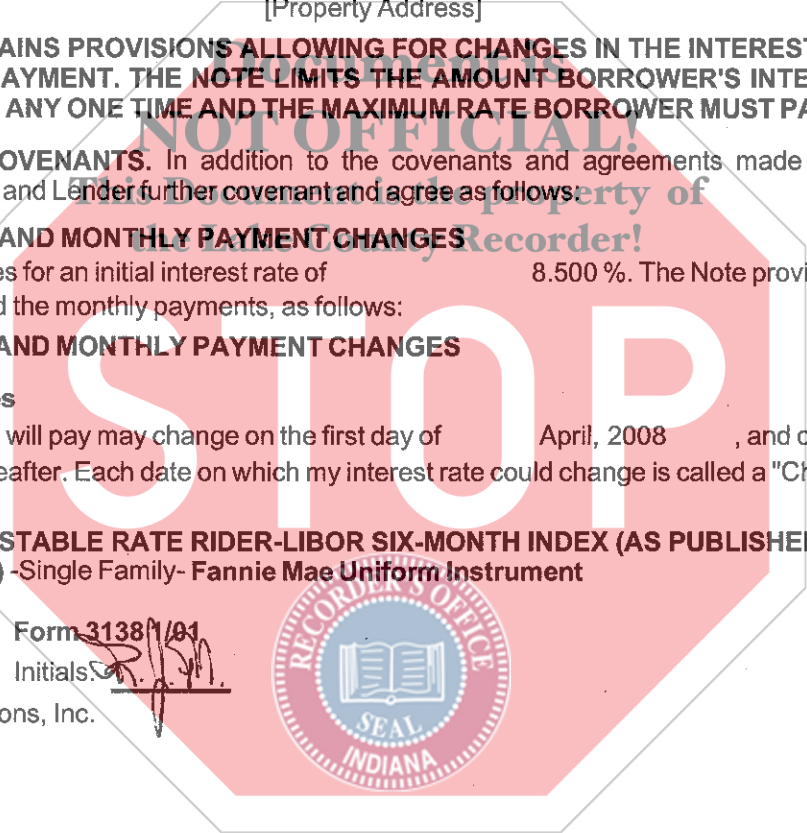 [Property Address]
AINS PROVISIONS ALLOWING FOR CHANGES IN THE INTEREST
AYMENT. THE NOTE LIMITS THE AMOUNT BORROWER'S INTE
ANY ONE TIME AND THE MAXIMUM RATE BORROWER MUST PA
Document is
NOT OFFICIAL!
This Document is the property of
the Lake County Recorder!
OVENANTS. In addition to the covenants and agreements made
and Lender further covenant and agree as follows:
AND MONTHLY PAYMENT CHANGES
es for an initial interest rate of 8.500 %. The Note provi
d the monthly payments, as follows:
AND MONTHLY PAYMENT CHANGES
STOP
es
will pay may change on the first day of April, 2008 , and o
eafter. Each date on which my interest rate could change is called a "Ch
STABLE RATE RIDER-LIBOR SIX-MONTH INDEX (AS PUBLISHE
) -Single Family- Fannie Mae Uniform Instrument
Form 3138 1/01
Initials: R.J.M.
ons, Inc.
RECORDER'S OFFICE
SEAL
INDIANA